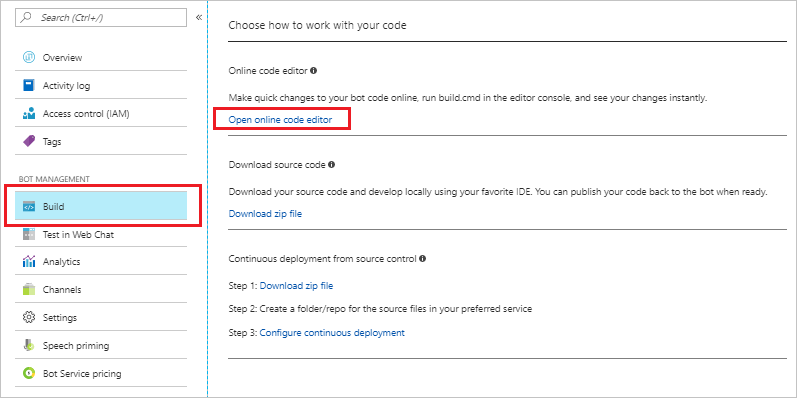 Search (Ctrl+/)
«
Overview
Activity log
Access control (IAM)
Tags
BOT MANAGEMENT
Build
Test in Web Chat
Analytics
Channels
Settings
Speech priming
Bot Service pricing
Choose how to work with your code
Online code editor
Make quick changes to your bot code online, run build.cmd in the editor console, and see your changes instantly.
Open online code editor
Download source code
Download your source code and develop locally using your favorite IDE. You can publish your code back to the bot when ready.
Download zip file
Continuous deployment from source control
Step 1: Download zip file
Step 2: Create a folder/repo for the source files in your preferred service
Step 3: Configure continuous deployment